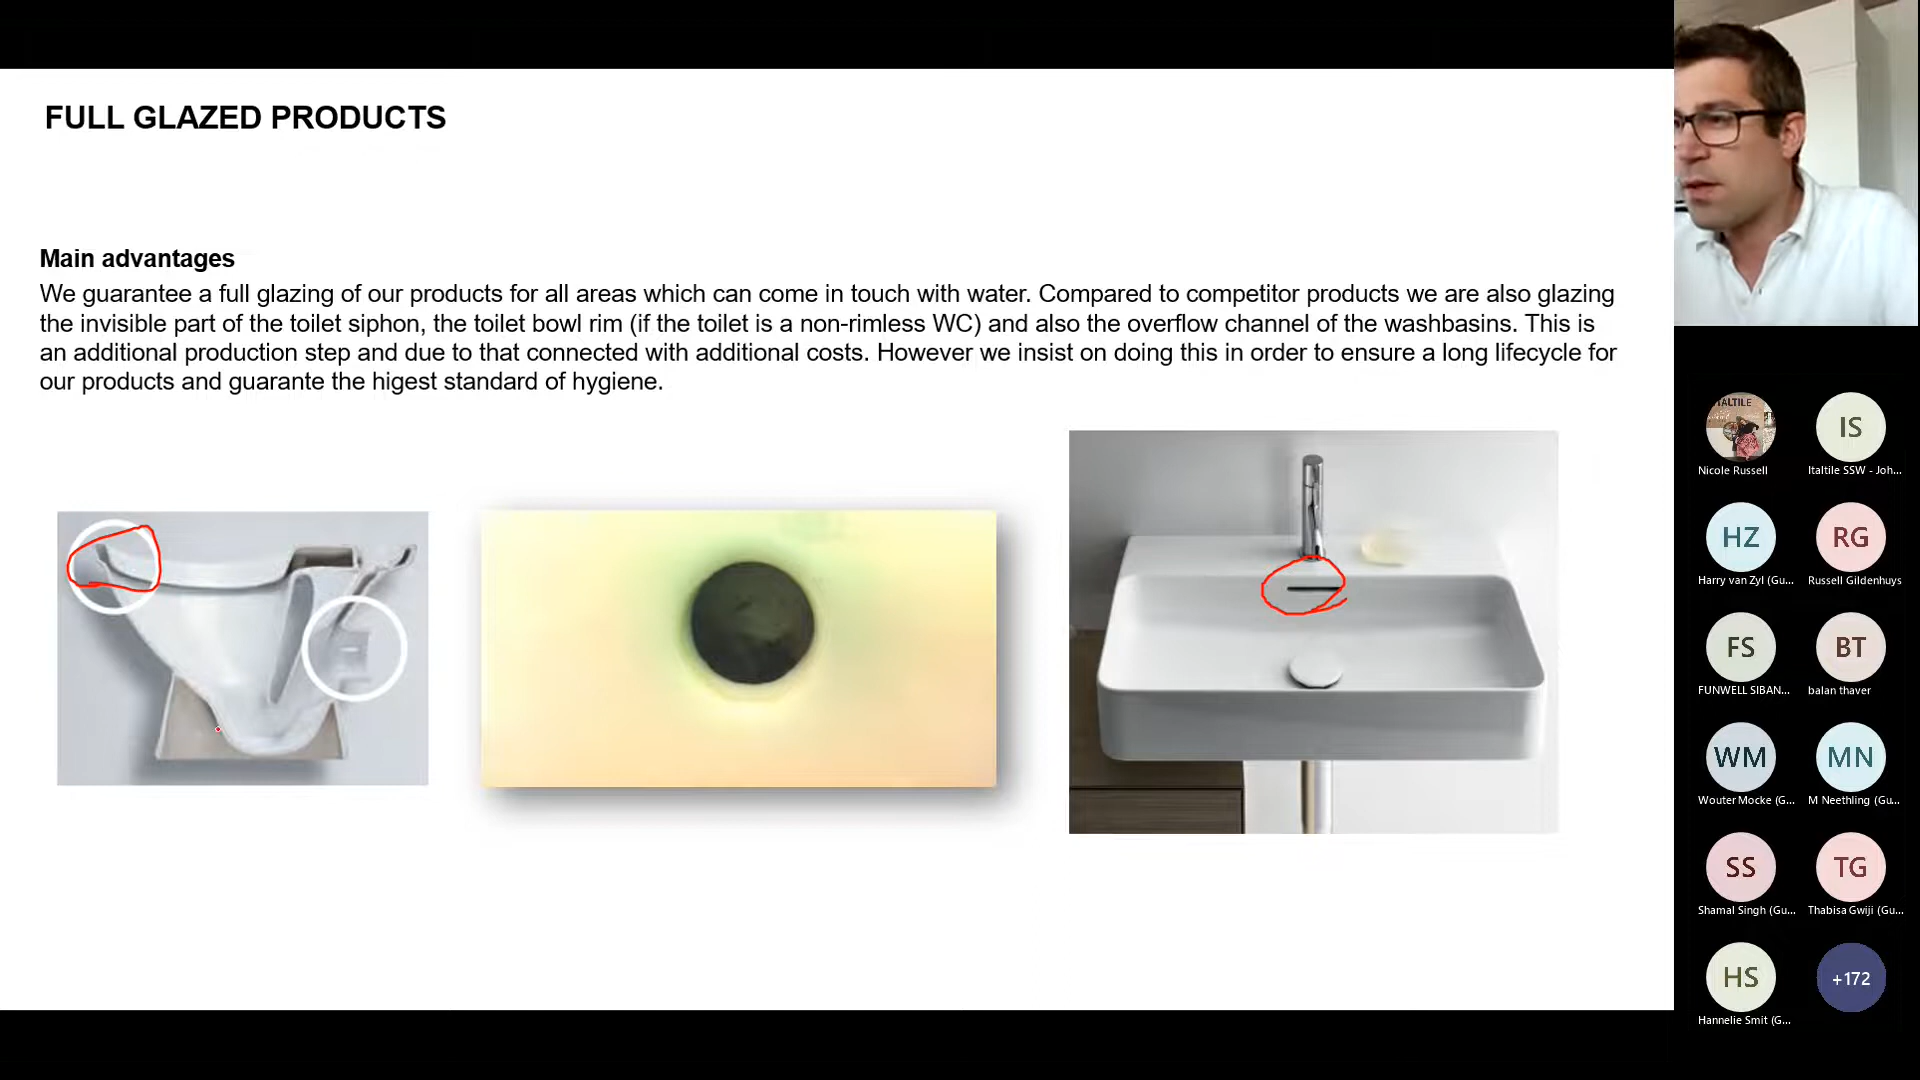 FULL GLAZED PRODUCTS
Main advantages
We guarantee a full glazing of our products for all areas which can come in touch with water. Compared to competitor products we are also glazing
the invisible part of the toilet siphon, the toilet bowl rim (if the toilet is a non-rimless WC) and also the overflow channel of the washbasins. This is
an additional production step and due to that connected with additional costs. However we insist on doing this in order to ensure a long lifecycle for
our products and guarante the higest standard of hygiene.
ITALTILE
Nicole Russell
IS
Italtile SSW - Joh...
HZ
Harry van Zyl (Gu...
RG
Russell Gildenhuys
FS
FUNWELL SIBAN...
BT
balan thaver
WM
Wouter Mocke (G...
MN
M Neethling (Gu...
SS
Shamal Singh (Gu...
TG
Thabisa Gwiji (Gu...
HS
Hannelie Smit (G...
+172